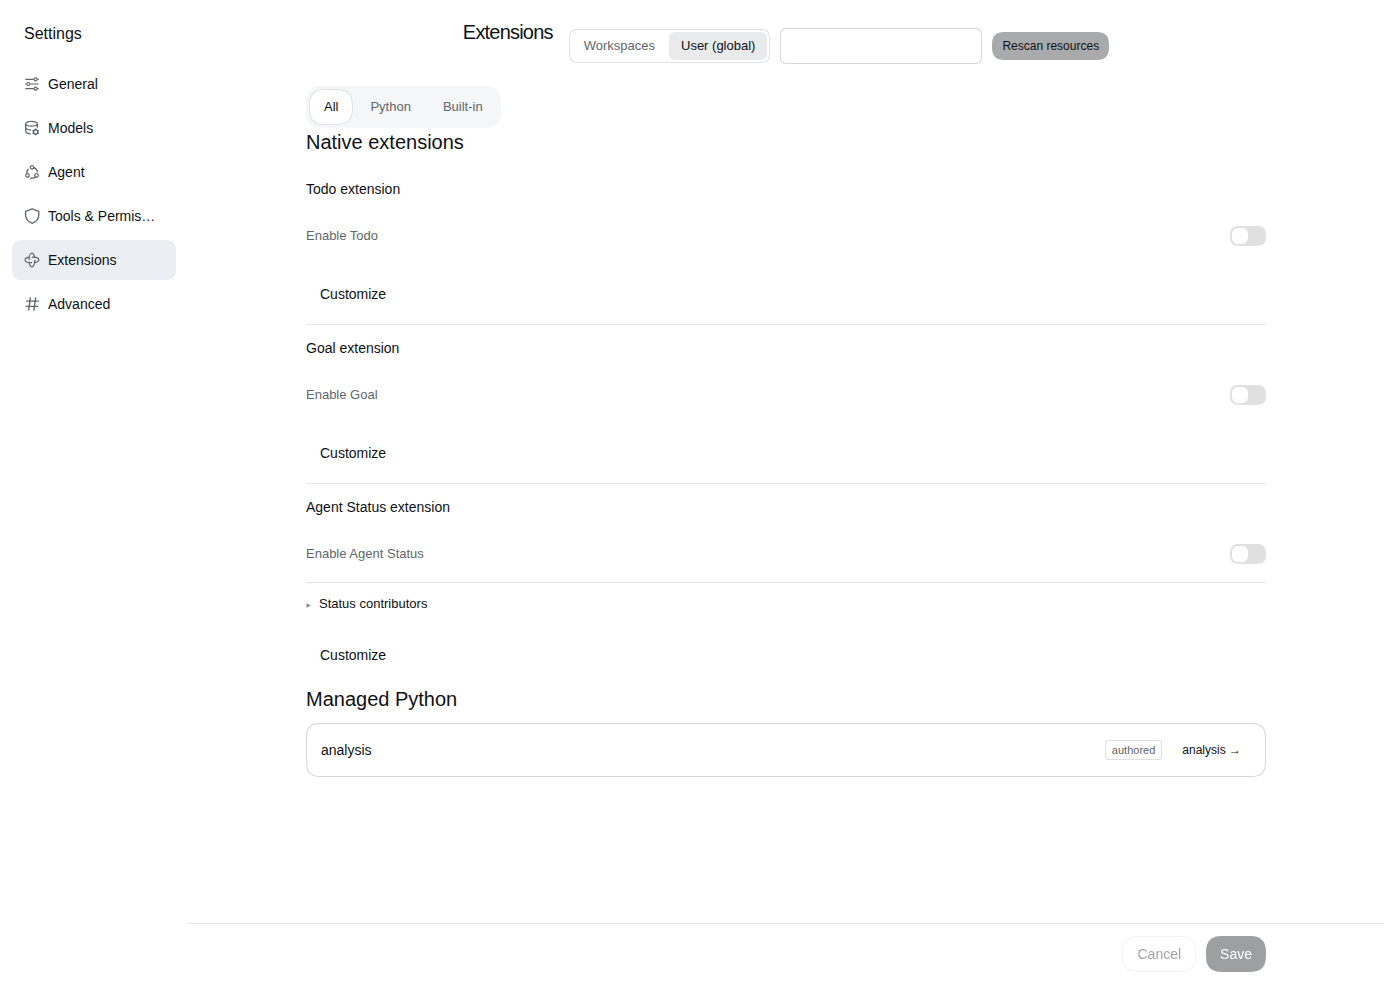 Settings
General
Models
Agent
Tools & Permis…
Extensions
Advanced
Extensions
Workspaces
User (global)
Rescan resources
All
Python
Built-in
Native extensions
Todo extension
Enable Todo
Customize
Goal extension
Enable Goal
Customize
Agent Status extension
Enable Agent Status
Status contributors
Customize
Managed Python
analysis
authored
analysis →
Cancel
Save